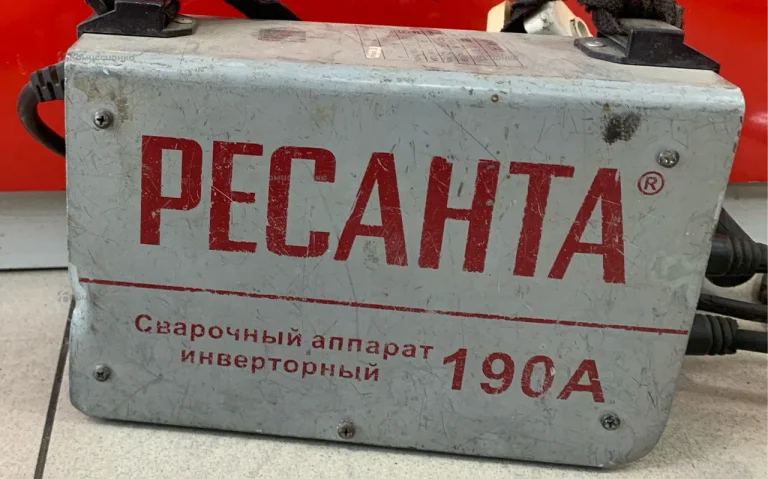 РЕСАНТА®
Сварочный аппарат
инверторный 190А